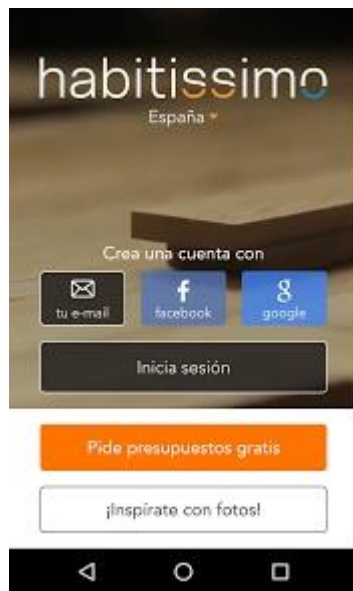 habitissimo
España
Crea una cuenta con
tu e-mail facebook google
Inicia sesión
Pide presupuestos gratis
¡Inspírate con fotos!